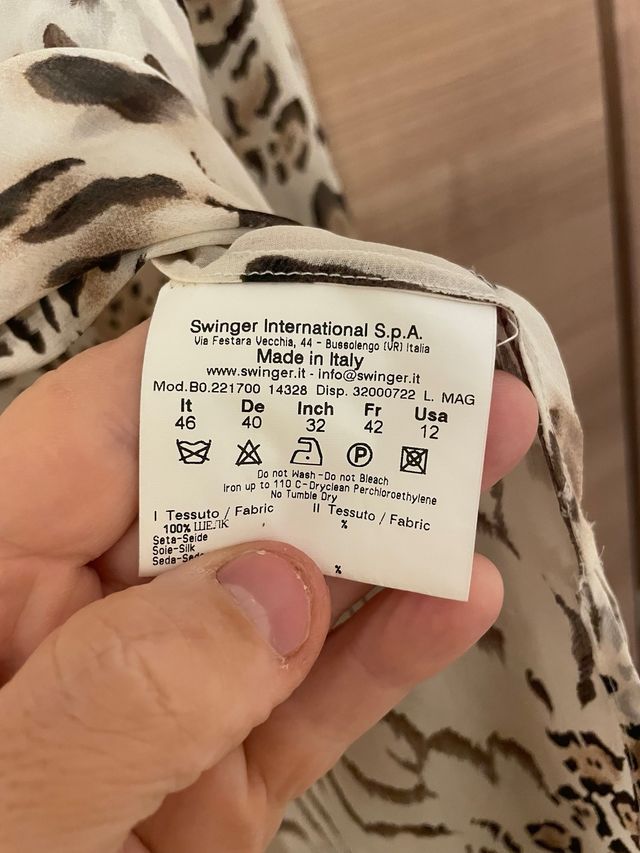 Swinger International S.p.A.
Via Festara Vecchia, 44 - Bussolengo (VR) Italia
Made in Italy
www.swinger.it - info@swinger.it
Mod.B0.221700 14328 Disp. 32000722 L. MAG
It De Inch Fr Usa
46 40 32 42 12
P
Do not Wash-Do not Bleach
Iron up to 110 C-Dryclean Perchloroethylene
No Tumble Dry
I Tessuto / Fabric II Tessuto / Fabric
100% ШЕЛК %
Seta-Seide
Soie-Silk
%